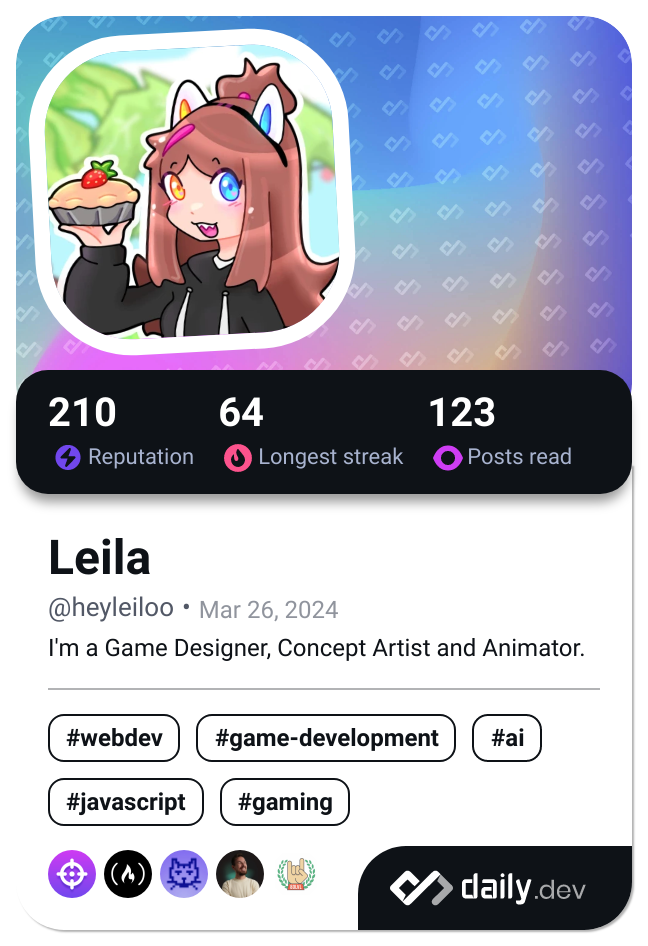 210 64 123
Reputation Longest streak Posts read
Leila
@heyleiloo • Mar 26, 2024
I'm a Game Designer, Concept Artist and Animator.
#webdev #game-development #ai
#javascript #gaming
daily.dev